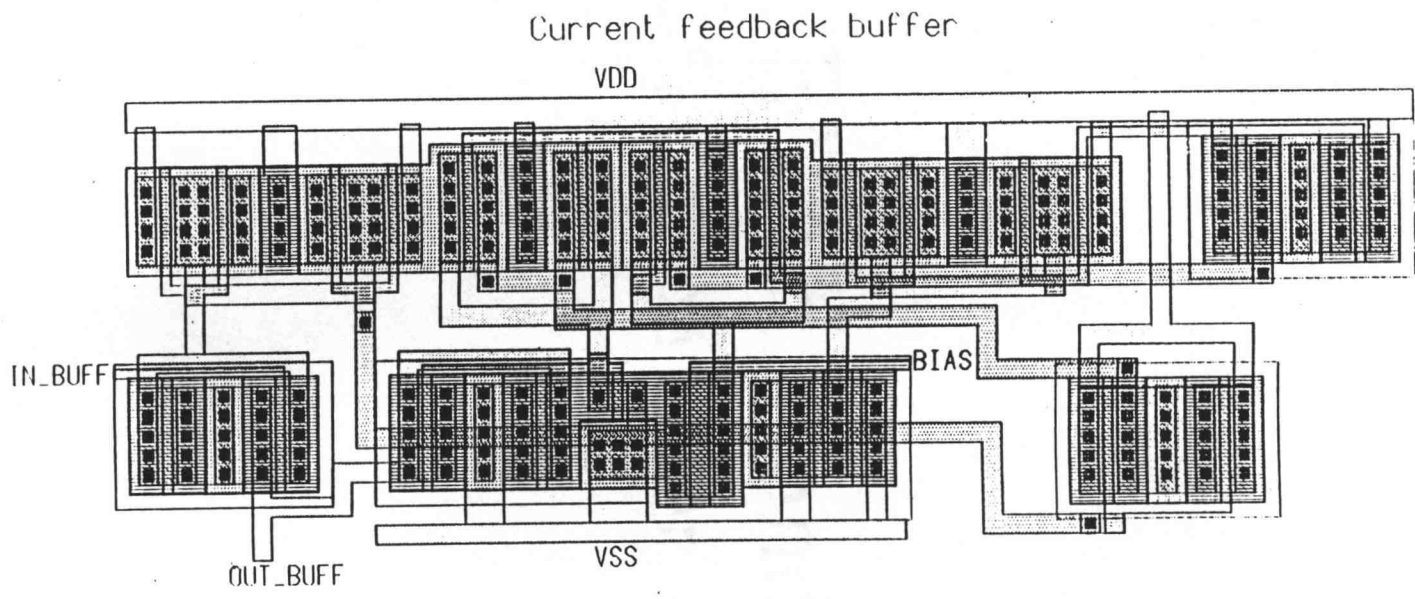 Current feedback buffer
VDD
IN_BUFF
BIAS
VSS
OUT_BUFF